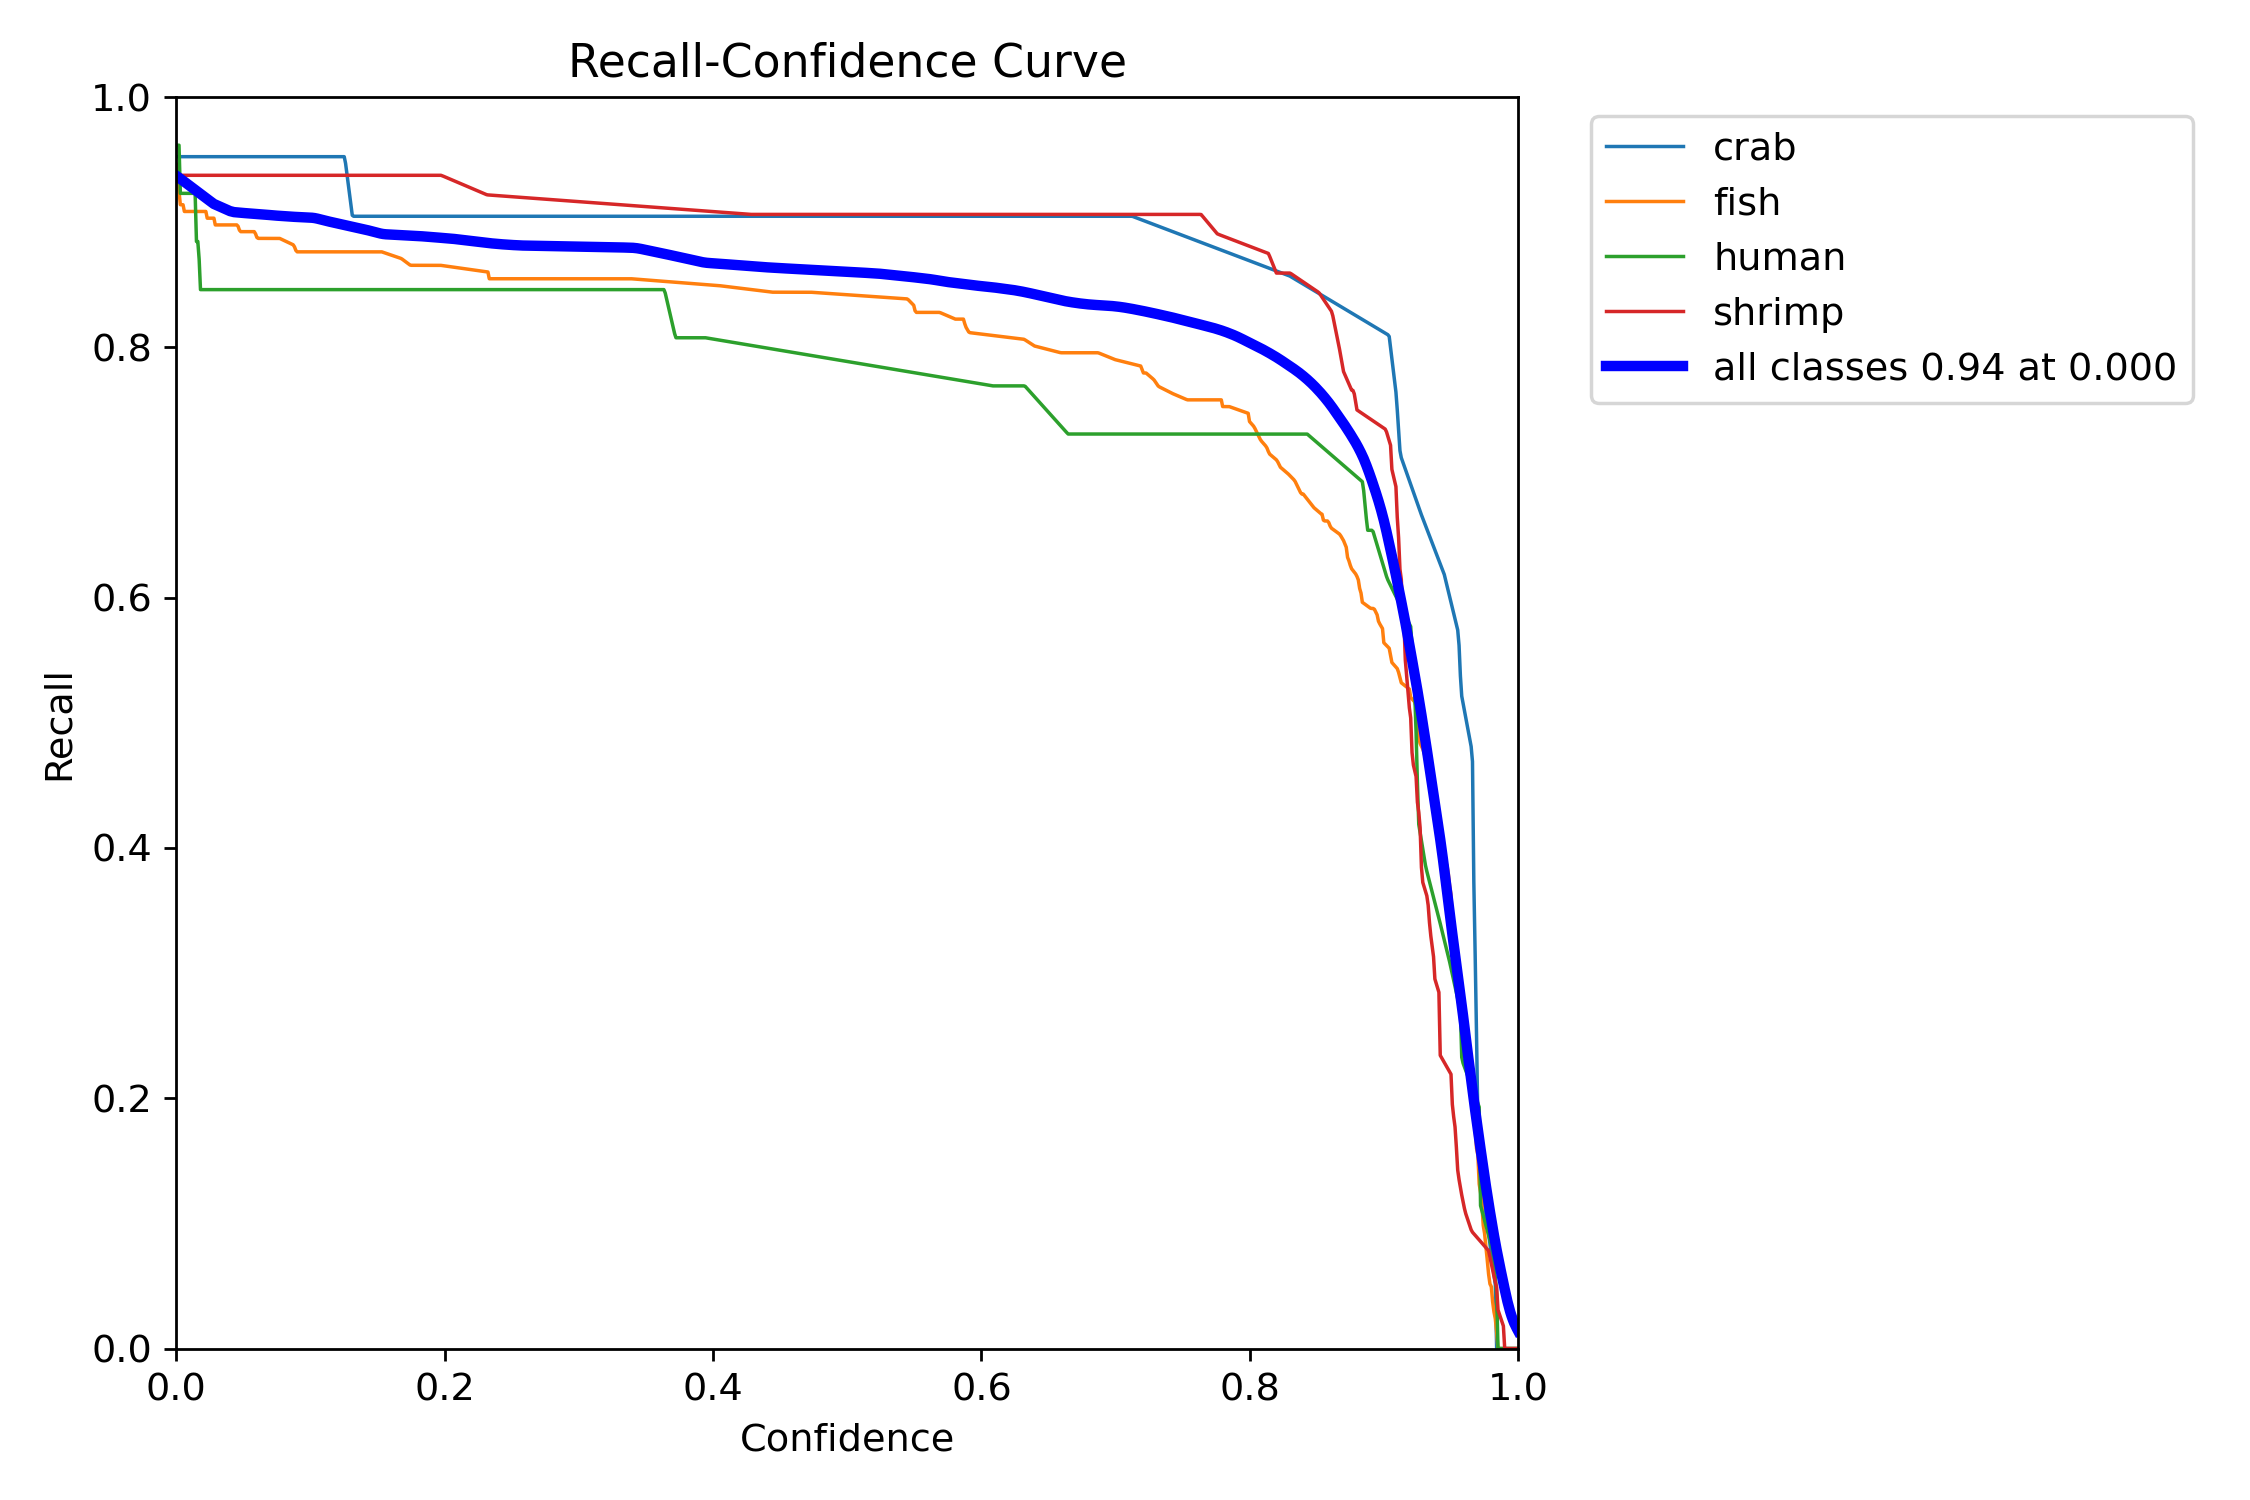 Recall-Confidence Curve
1.0
0.8
0.6
0.4
0.2
0.0
Recall
0.0 0.2 0.4 0.6 0.8 1.0
Confidence
crab
fish
human
shrimp
all classes 0.94 at 0.000